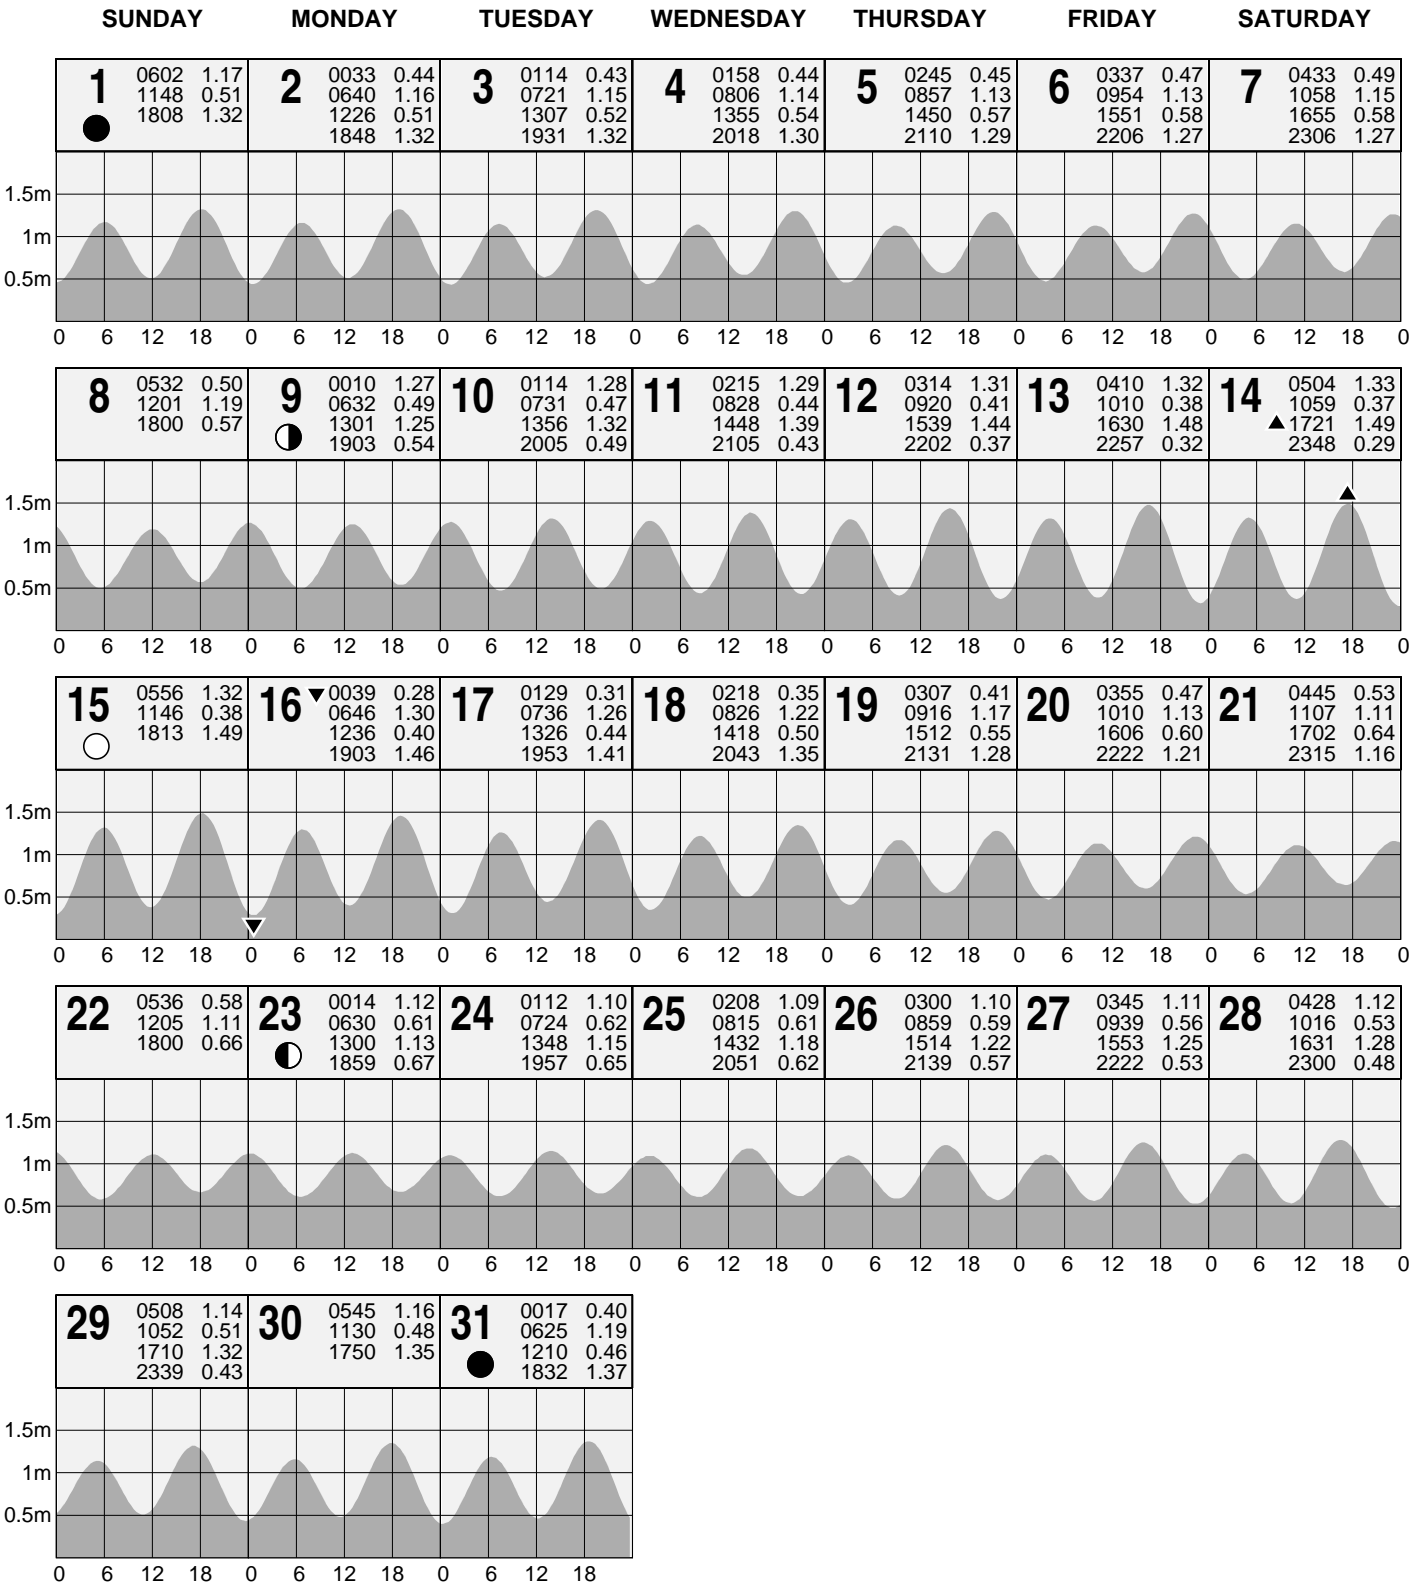 SUNDAY MONDAY TUESDAY WEDNESDAY THURSDAY FRIDAY SATURDAY
1 0602 1.17 2 0033 0.44 3 0114 0.43 4 0158 0.44 5 0245 0.45 6 0337 0.47 7 0433 0.49
1148 0.51 0640 1.16 0721 1.15 0806 1.14 0857 1.13 0954 1.13 1058 1.15
1808 1.32 1226 0.51 1307 0.52 1355 0.54 1450 0.57 1551 0.58 1655 0.58
1848 1.32 1931 1.32 2018 1.30 2110 1.29 2206 1.27 2306 1.27
1.5m
1m
0.5m
0 6 12 18 0 6 12 18 0 6 12 18 0 6 12 18 0 6 12 18 0 6 12 18 0 6 12 18 0
8 0532 0.50 9 0010 1.27 10 0114 1.28 11 0215 1.29 12 0314 1.31 13 0410 1.32 14 0504 1.33
1201 1.19 0632 0.49 0731 0.47 0828 0.44 0920 0.41 1010 0.38 1059 0.37
1800 0.57 1301 1.25 1356 1.32 1448 1.39 1539 1.44 1630 1.48 1721 1.49
1903 0.54 2005 0.49 2105 0.43 2202 0.37 2257 0.32 2348 0.29
1.5m
1m
0.5m
0 6 12 18 0 6 12 18 0 6 12 18 0 6 12 18 0 6 12 18 0 6 12 18 0 6 12 18 0
15 0556 1.32 16 0039 0.28 17 0129 0.31 18 0218 0.35 19 0307 0.41 20 0355 0.47 21 0445 0.53
1146 0.38 0646 1.30 0736 1.26 0826 1.22 0916 1.17 1010 1.13 1107 1.11
1813 1.49 1236 0.40 1326 0.44 1418 0.50 1512 0.55 1606 0.60 1702 0.64
1903 1.46 1953 1.41 2043 1.35 2131 1.28 2222 1.21 2315 1.16
1.5m
1m
0.5m
0 6 12 18 0 6 12 18 0 6 12 18 0 6 12 18 0 6 12 18 0 6 12 18 0 6 12 18 0
22 0536 0.58 23 0014 1.12 24 0112 1.10 25 0208 1.09 26 0300 1.10 27 0345 1.11 28 0428 1.12
1205 1.11 0630 0.61 0724 0.62 0815 0.61 0859 0.59 0939 0.56 1016 0.53
1800 0.66 1300 1.13 1348 1.15 1432 1.18 1514 1.22 1553 1.25 1631 1.28
1859 0.67 1957 0.65 2051 0.62 2139 0.57 2222 0.53 2300 0.48
1.5m
1m
0.5m
0 6 12 18 0 6 12 18 0 6 12 18 0 6 12 18 0 6 12 18 0 6 12 18 0 6 12 18 0
29 0508 1.14 30 0545 1.16 31 0017 0.40
1052 0.51 1130 0.48 0625 1.19
1710 1.32 1750 1.35 1210 0.46
2339 0.43 1832 1.37
1.5m
1m
0.5m
0 6 12 18 0 6 12 18 0 6 12 18